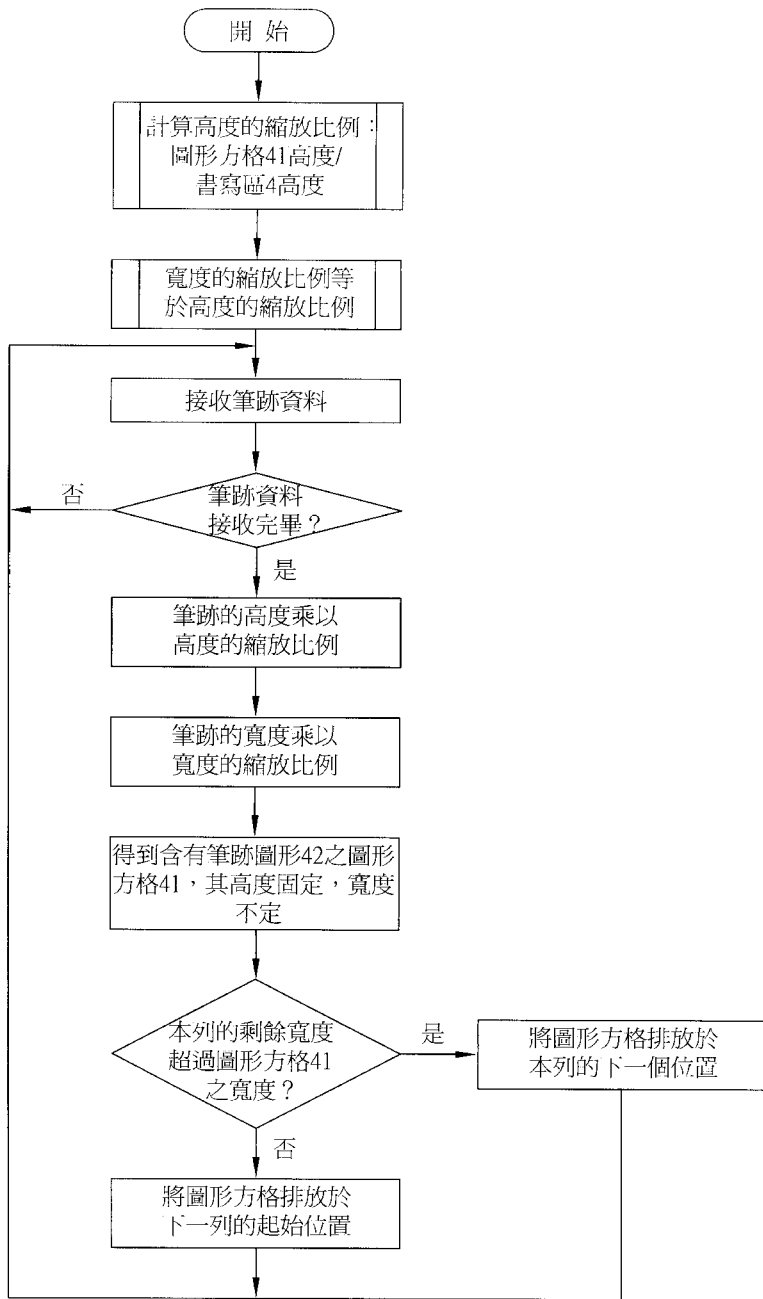 開 始
計算高度的縮放比例：
圖形方格41高度/
書寫區4高度
寬度的縮放比例等
於高度的縮放比例
接收筆跡資料
否
筆跡資料
接收完畢？
是
筆跡的高度乘以
高度的縮放比例
筆跡的寬度乘以
寬度的縮放比例
得到含有筆跡圖形42之圖形
方格41，其高度固定，寬度
不定
本列的剩餘寬度
超過圖形方格41
之寬度？
是
將圖形方格排放於
本列的下一個位置
否
將圖形方格排放於
下一列的起始位置